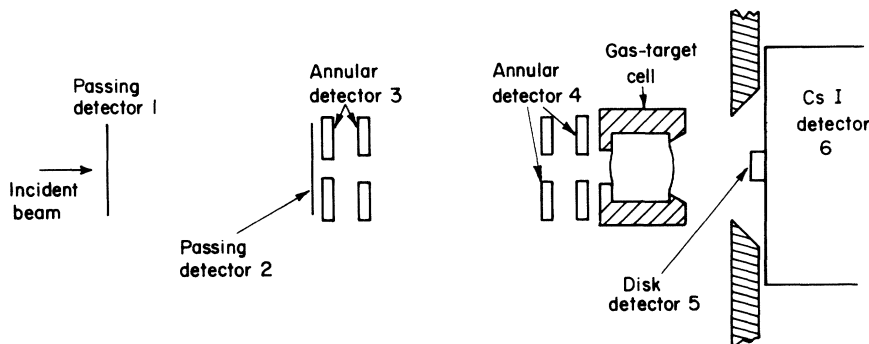 Passing
detector 1
Incident
beam
Passing
detector 2
Annular
detector 3
Annular
detector 4
Gas-target
cell
Disk
detector 5
Cs I
detector
6